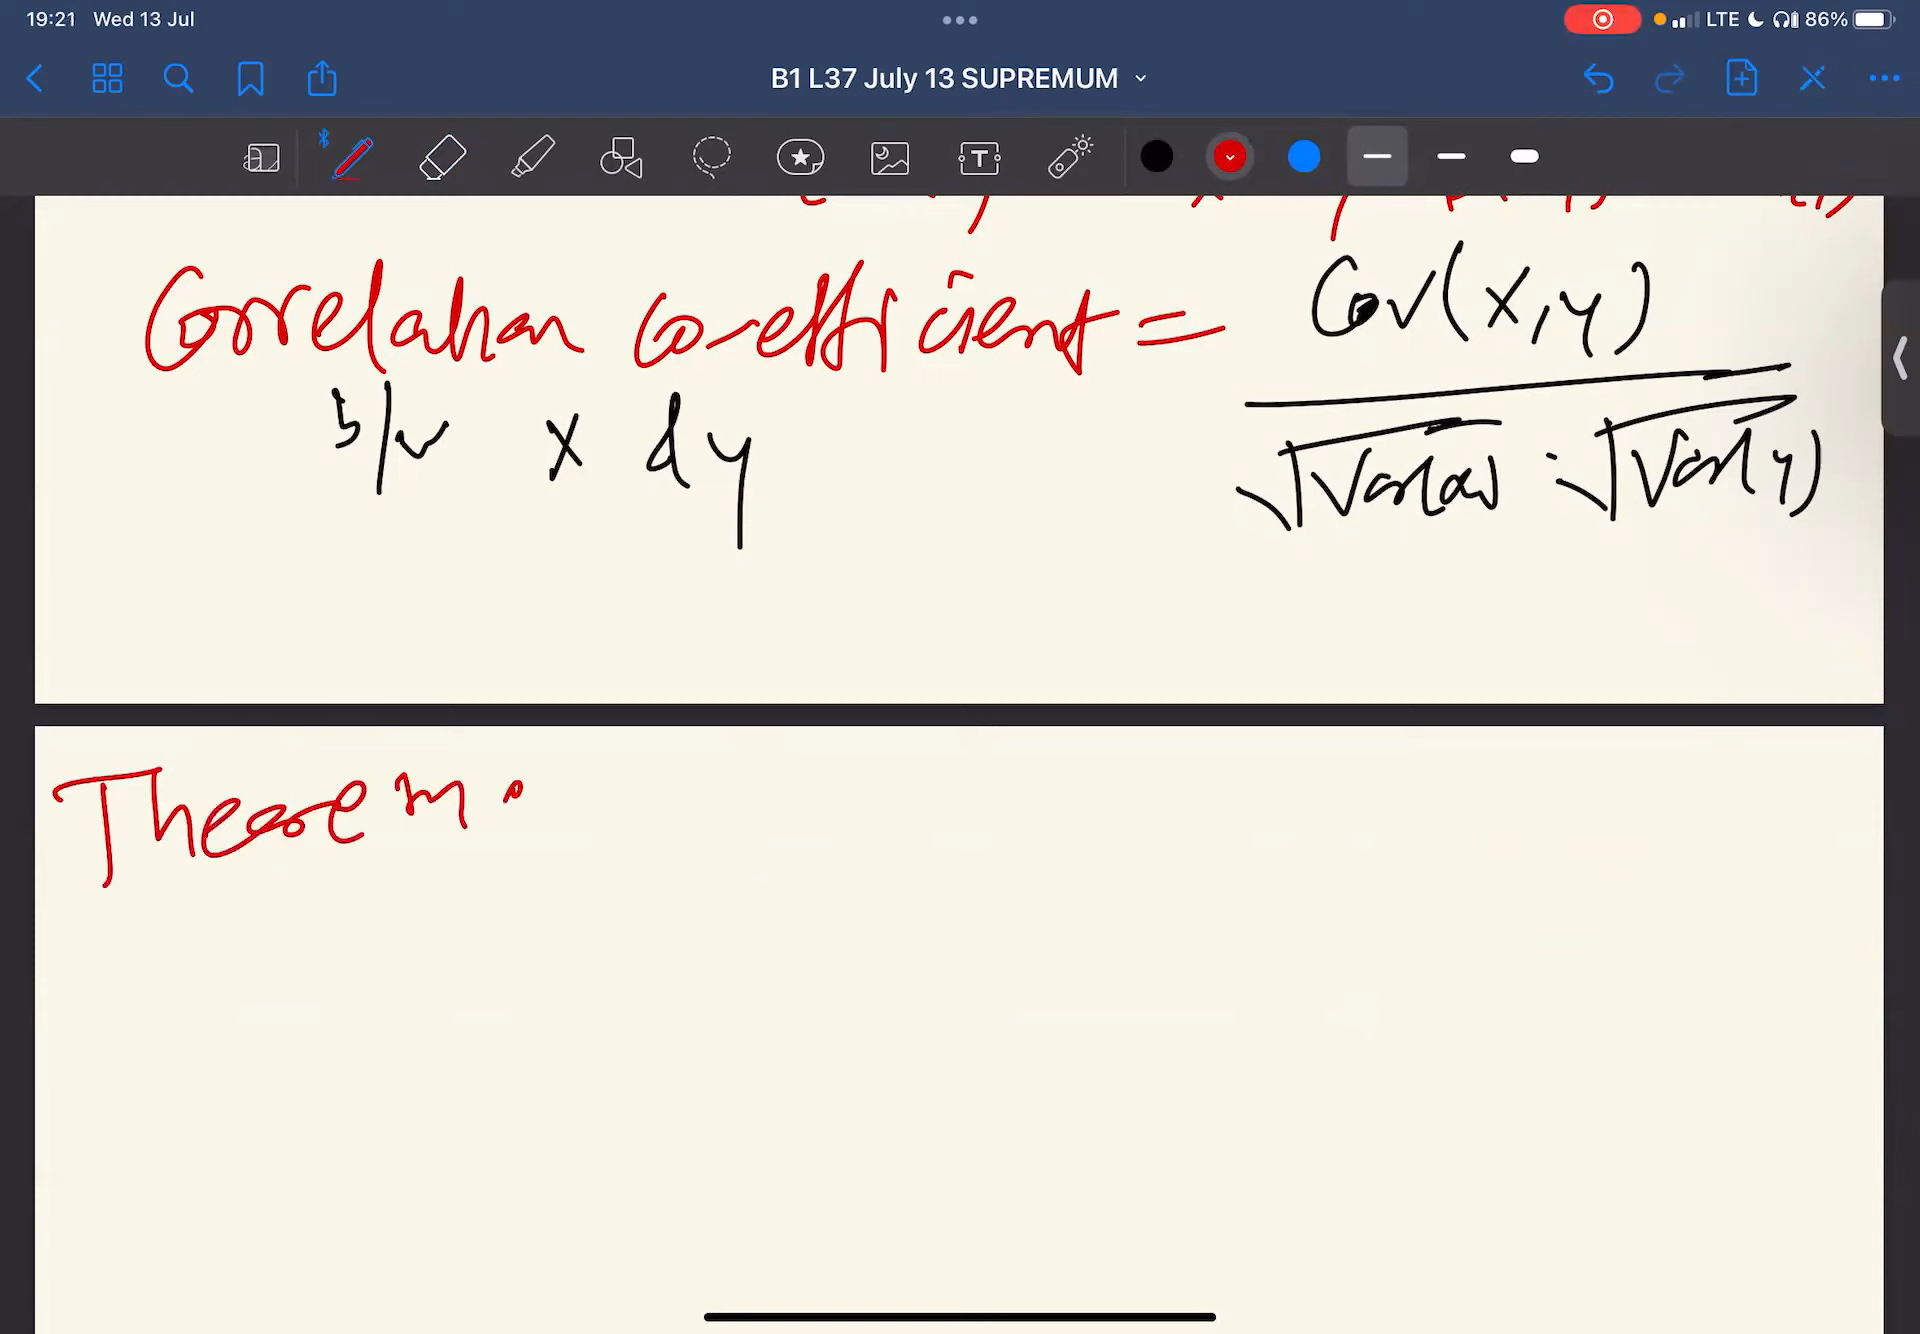 19:21 Wed 13 Jul
LTE 86%
B1 L37 July 13 SUPREMUM
Correlation co-efficient = Cov(x,y)
b/w x & y
√Var(x) · √Var(y)
Theorem .